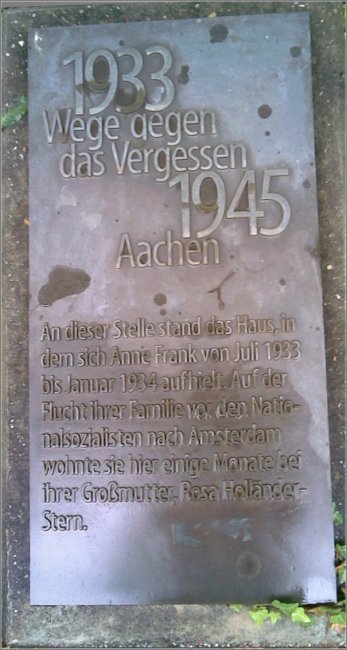 1933
Wege gegen
das Vergessen
1945
Aachen
An dieser Stelle stand das Haus, in
dem sich Anne Frank von Juli 1933
bis Januar 1934 aufhielt. Auf der
Flucht ihrer Familie vor den Natio-
nalsozialisten nach Amsterdam
wohnte sie hier einige Monate bei
ihrer Großmutter, Rosa Holländer-
Stern.